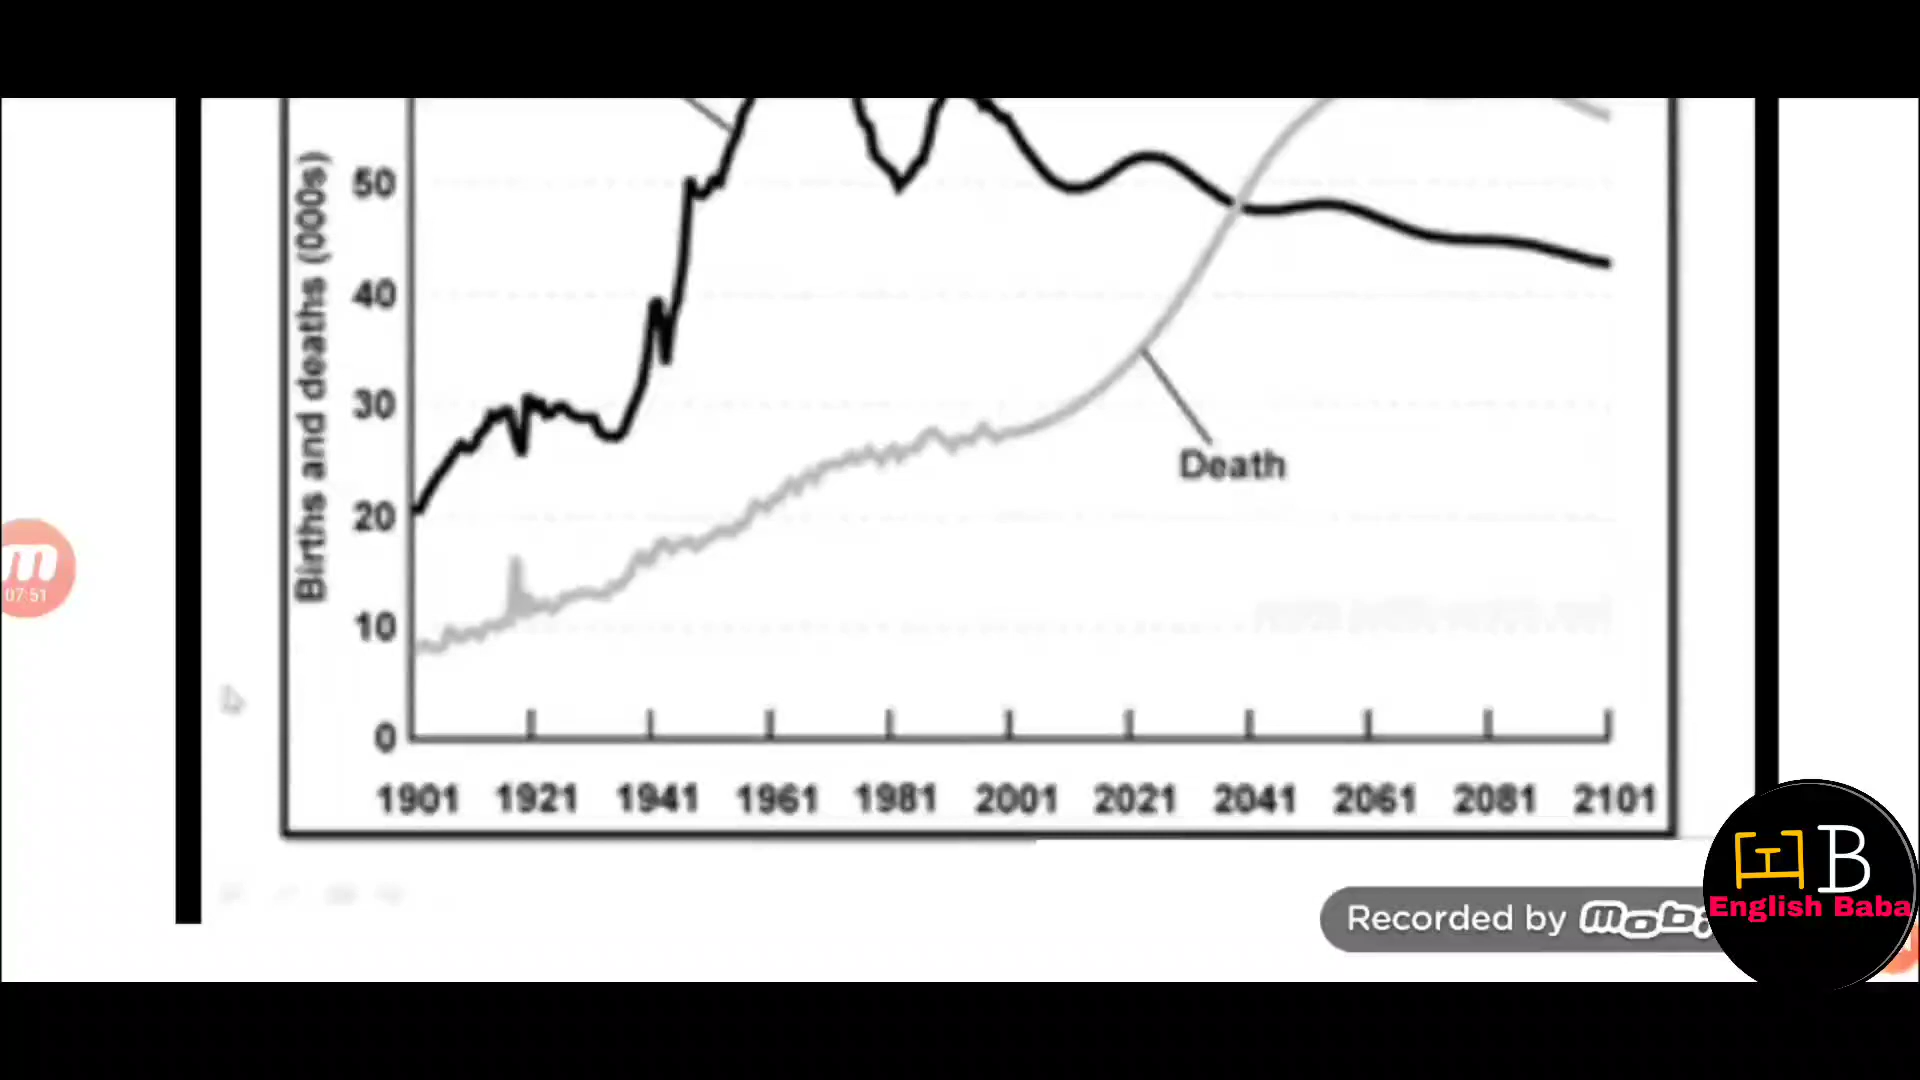 Births and deaths (000s)
50
40
30
20
10
0
Death
1901 1921 1941 1961 1981 2001 2021 2041 2061 2081 2101
m
07:51
Recorded by
EIB
English Baba